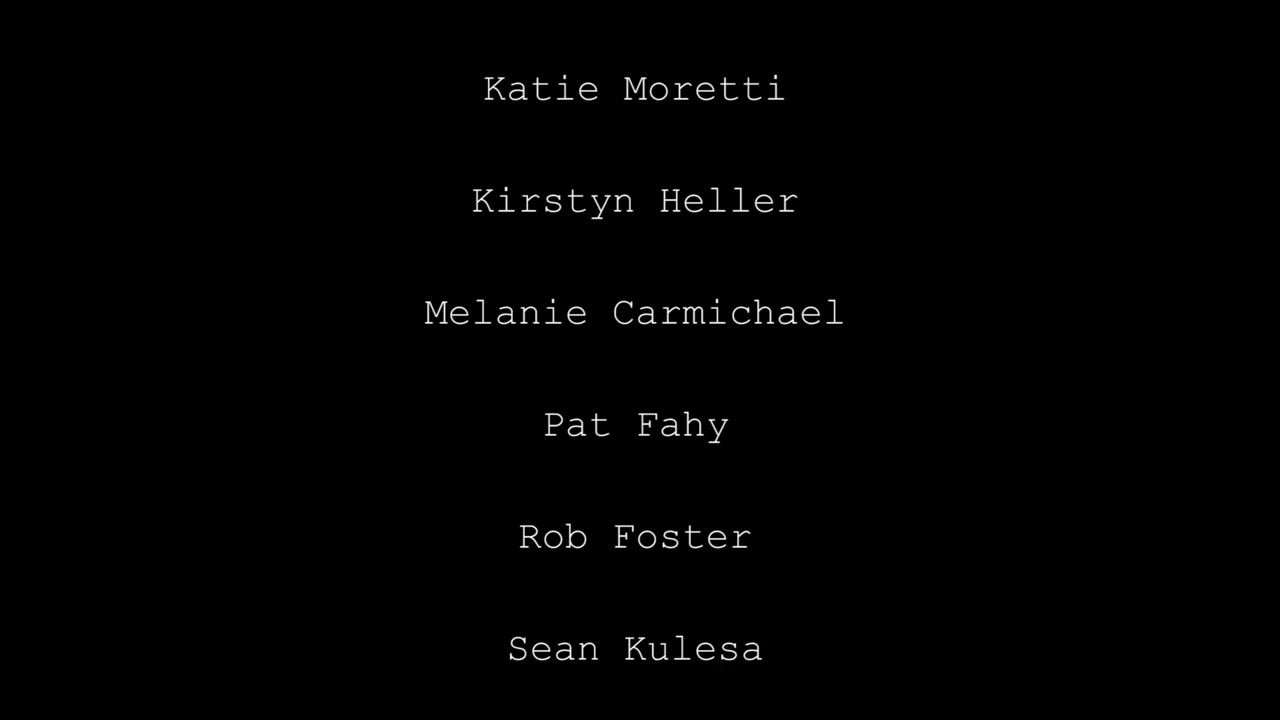 Katie Moretti
Kirstyn Heller
Melanie Carmichael
Pat Fahy
Rob Foster
Sean Kulesa